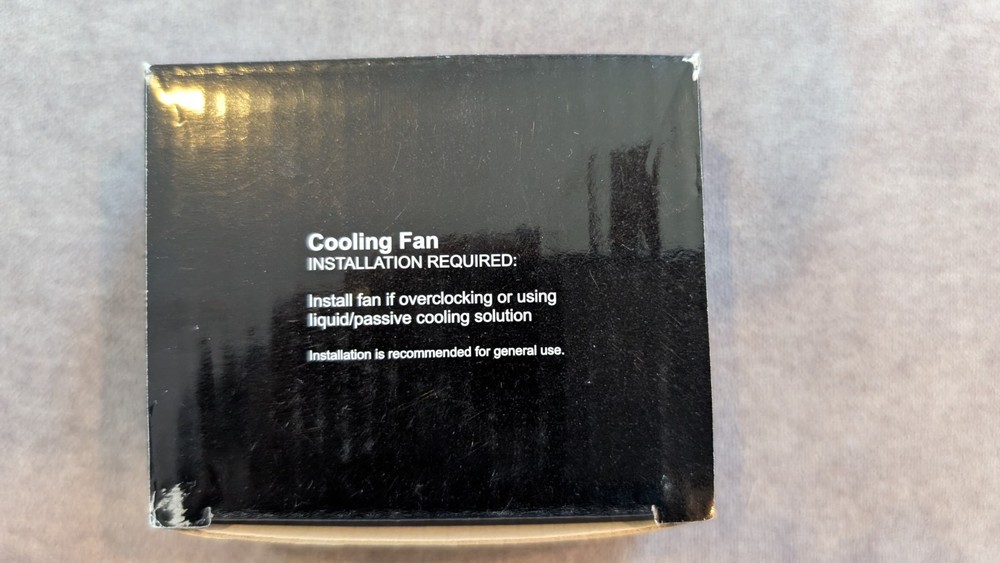 Cooling Fan
INSTALLATION REQUIRED:
Install fan if overclocking or using
liquid/passive cooling solution
Installation is recommended for general use.